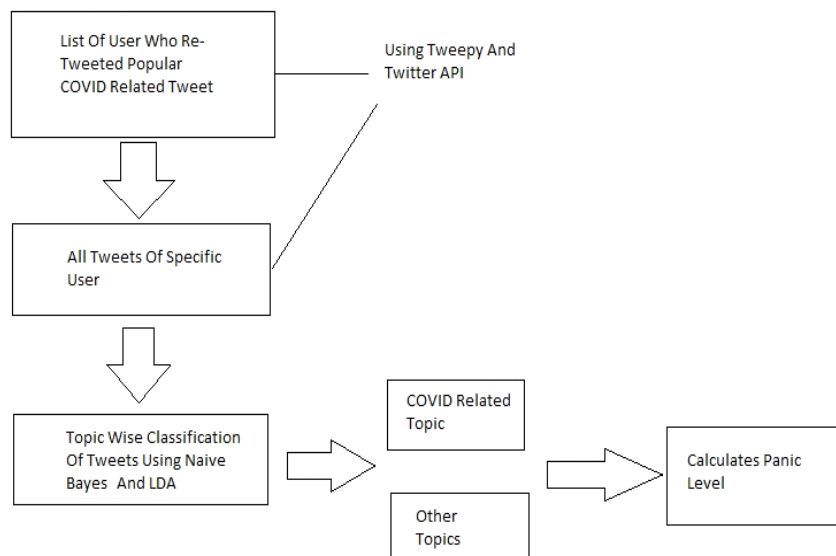 List Of User Who Re-
Tweeted Popular
COVID Related Tweet
Using Tweepy And
Twitter API
All Tweets Of Specific
User
Topic Wise Classification
Of Tweets Using Naive
Bayes And LDA
COVID Related
Topic
Other
Topics
Calculates Panic
Level